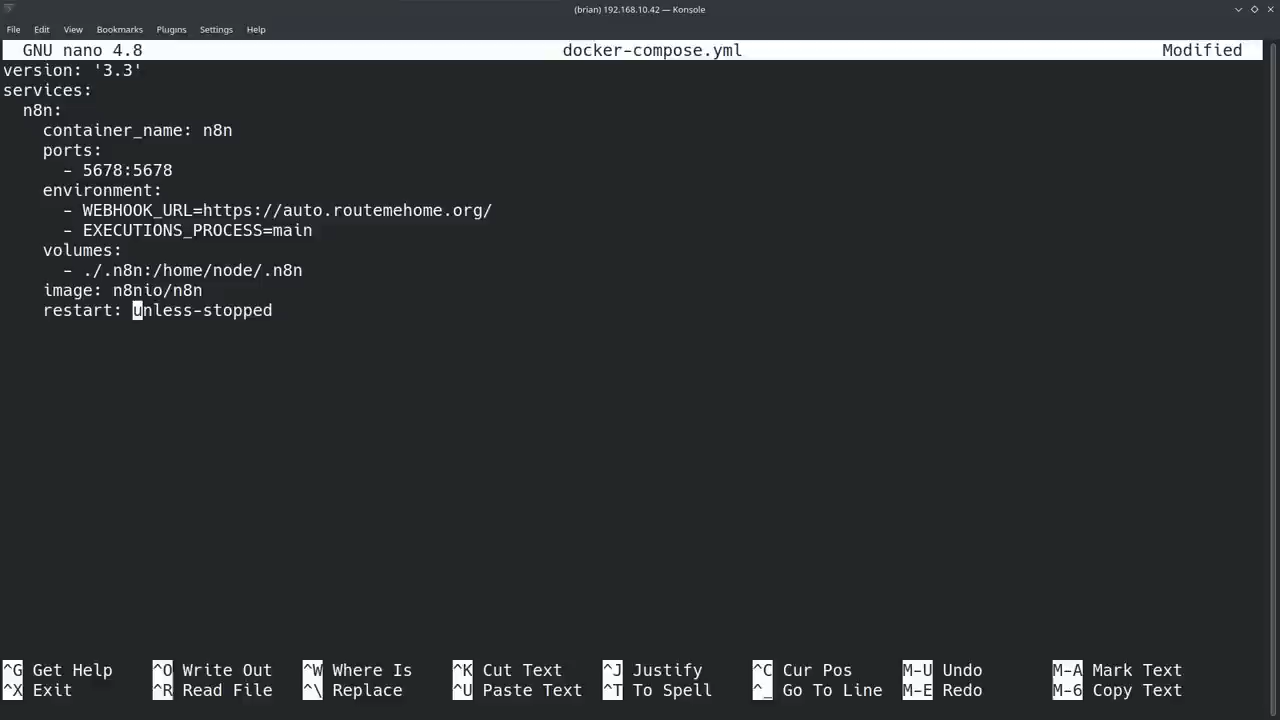 (brian) 192.168.10.42 — Konsole
File Edit View Bookmarks Plugins Settings Help
GNU nano 4.8 docker-compose.yml Modified
version: '3.3'
services:
  n8n:
    container_name: n8n
    ports:
      - 5678:5678
    environment:
      - WEBHOOK_URL=https://auto.routemehome.org/
      - EXECUTIONS_PROCESS=main
    volumes:
      - ./.n8n:/home/node/.n8n
    image: n8nio/n8n
    restart: unless-stopped
^G Get Help ^O Write Out ^W Where Is ^K Cut Text ^J Justify ^C Cur Pos M-U Undo M-A Mark Text
^X Exit ^R Read File ^\ Replace ^U Paste Text ^T To Spell ^_ Go To Line M-E Redo M-6 Copy Text